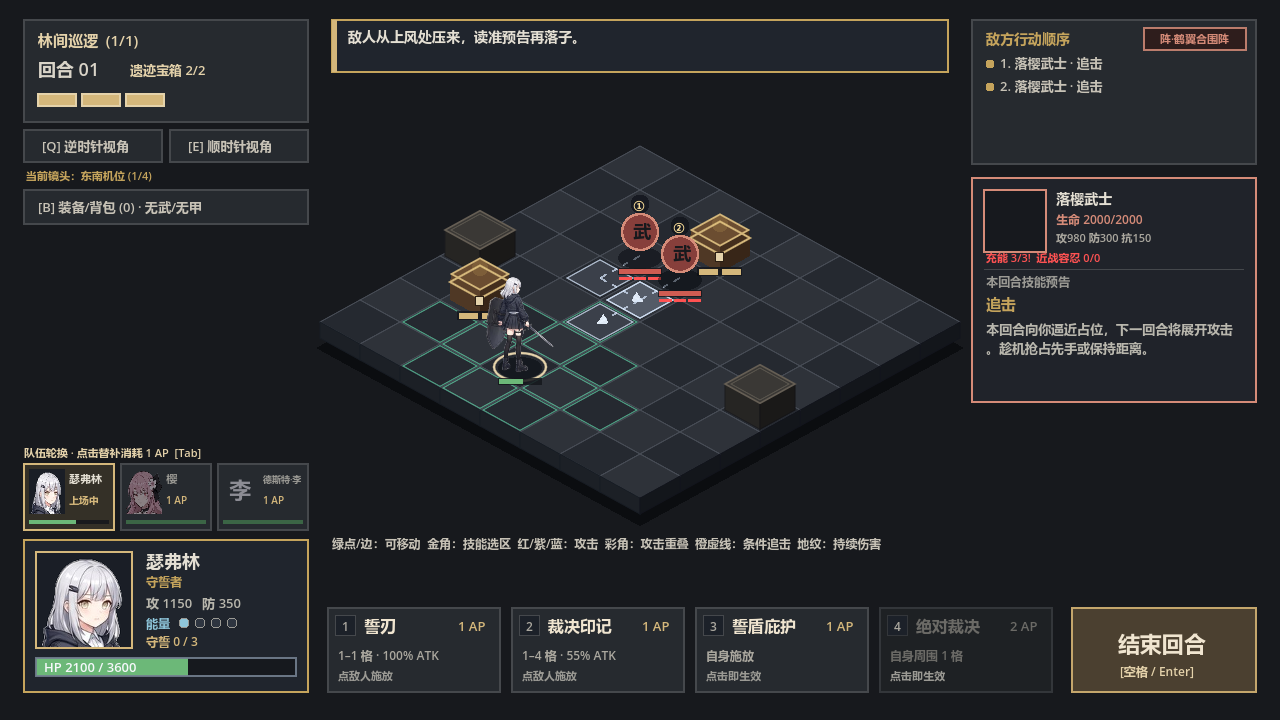 林间巡逻 (1/1)
回合 01 遗迹宝箱 2/2
[Q] 逆时针视角
[E] 顺时针视角
当前镜头: 东南机位 (1/4)
[B] 装备/背包 (0) · 无武/无甲
敌人从上风处压来，读准预告再落子。
敌方行动顺序
阵·鹤翼合围阵
1. 落樱武士 · 追击
2. 落樱武士 · 追击
落樱武士
生命 2000/2000
攻980 防300 抗150
充能 3/3! 近战容忍 0/0
本回合技能预告
追击
本回合向你逼近占位，下一回合将展开攻击
。趁机抢占先手或保持距离。
①
武
②
武
队伍轮换 · 点击替补消耗 1 AP [Tab]
瑟弗林
上场中
樱
1 AP
李
德斯特·李
1 AP
瑟弗林
守誓者
攻 1150 防 350
能量
守誓 0 / 3
HP 2100 / 3600
绿点/边: 可移动 金角: 技能选区 红/紫/蓝: 攻击 彩角: 攻击重叠 橙虚线: 条件追击 地纹: 持续伤害
1 誓刃 1 AP
1–1 格 · 100% ATK
点敌人施放
2 裁决印记 1 AP
1–4 格 · 55% ATK
点敌人施放
3 誓盾庇护 1 AP
自身施放
点击即生效
4 绝对裁决 2 AP
自身周围 1 格
点击即生效
结束回合
[空格 / Enter]